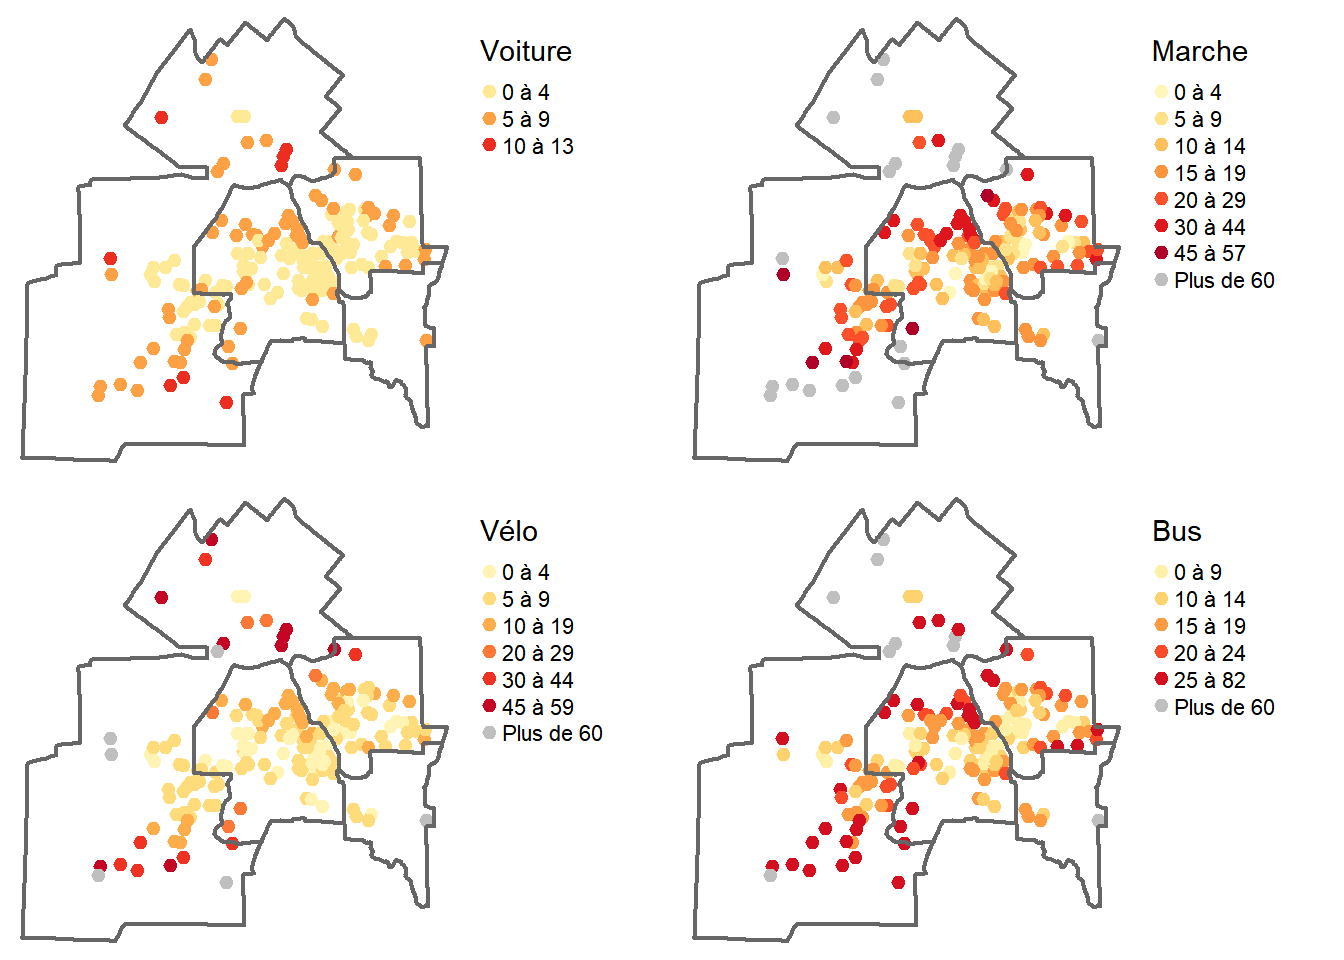 Voiture
0 à 4
5 à 9
10 à 13
Marche
0 à 4
5 à 9
10 à 14
15 à 19
20 à 29
30 à 44
45 à 57
Plus de 60
Vélo
0 à 4
5 à 9
10 à 19
20 à 29
30 à 44
45 à 59
Plus de 60
Bus
0 à 9
10 à 14
15 à 19
20 à 24
25 à 82
Plus de 60